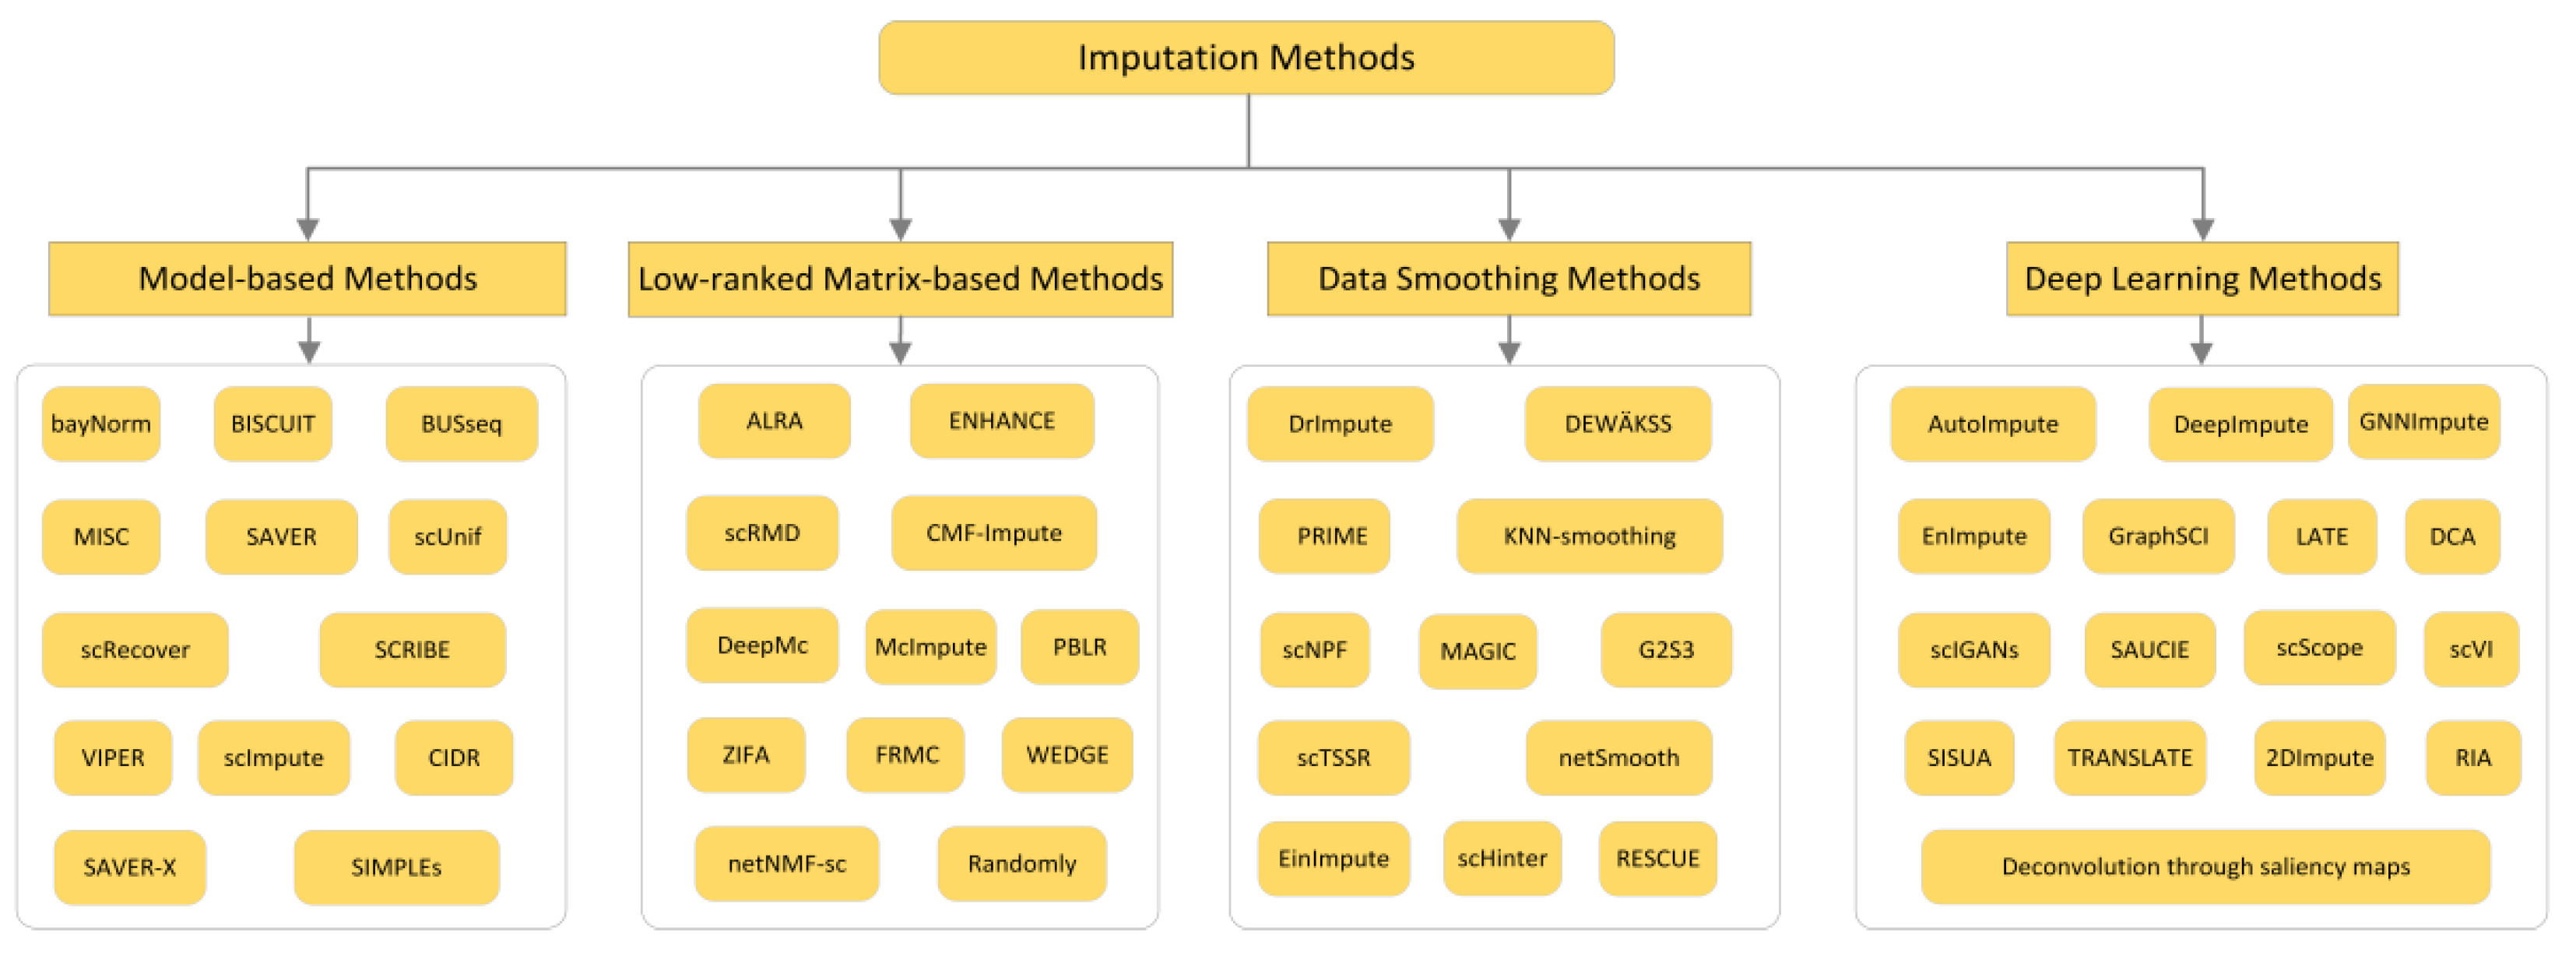 Imputation Methods
Model-based Methods
Low-ranked Matrix-based Methods
Data Smoothing Methods
Deep Learning Methods
bayNorm
BISCUIT
BUSseq
MISC
SAVER
scUnif
scRecover
SCRIBE
VIPER
scImpute
CIDR
SAVER-X
SIMPLEs
ALRA
ENHANCE
scRMD
CMF-Impute
DeepMc
McImpute
PBLR
ZIFA
FRMC
WEDGE
netNMF-sc
Randomly
DrImpute
DEWÄKSS
PRIME
KNN-smoothing
scNPF
MAGIC
G2S3
scTSSR
netSmooth
EinImpute
scHinter
RESCUE
AutoImpute
DeepImpute
GNNImpute
EnImpute
GraphSCI
LATE
DCA
scIGANs
SAUCIE
scScope
scVI
SISUA
TRANSLATE
2DImpute
RIA
Deconvolution through saliency maps